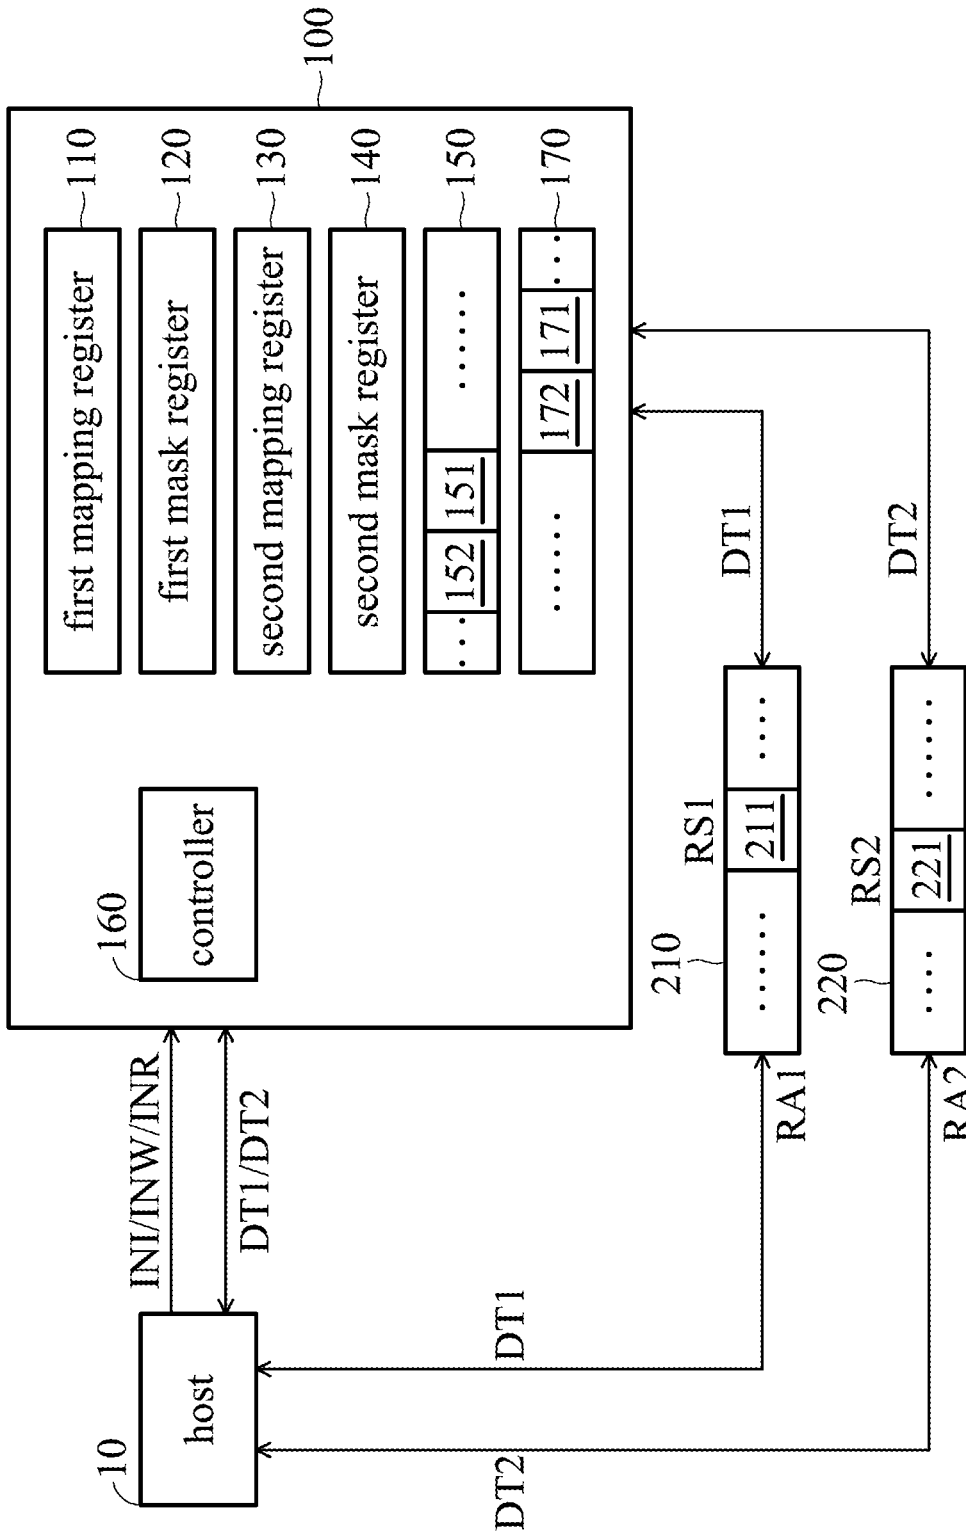 10
host
INI/INW/INR
DT1/DT2
160
controller
100
first mapping register
110
first mask register
120
second mapping register
130
second mask register
140
. . .
152
151
. . . . . .
150
. . . . . .
172
171
. . .
170
DT1
DT2
DT1
DT2
RS1
210
. . . . . .
211
. . . .
RA1
RS2
220
. . . .
221
. . . . . .
RA2